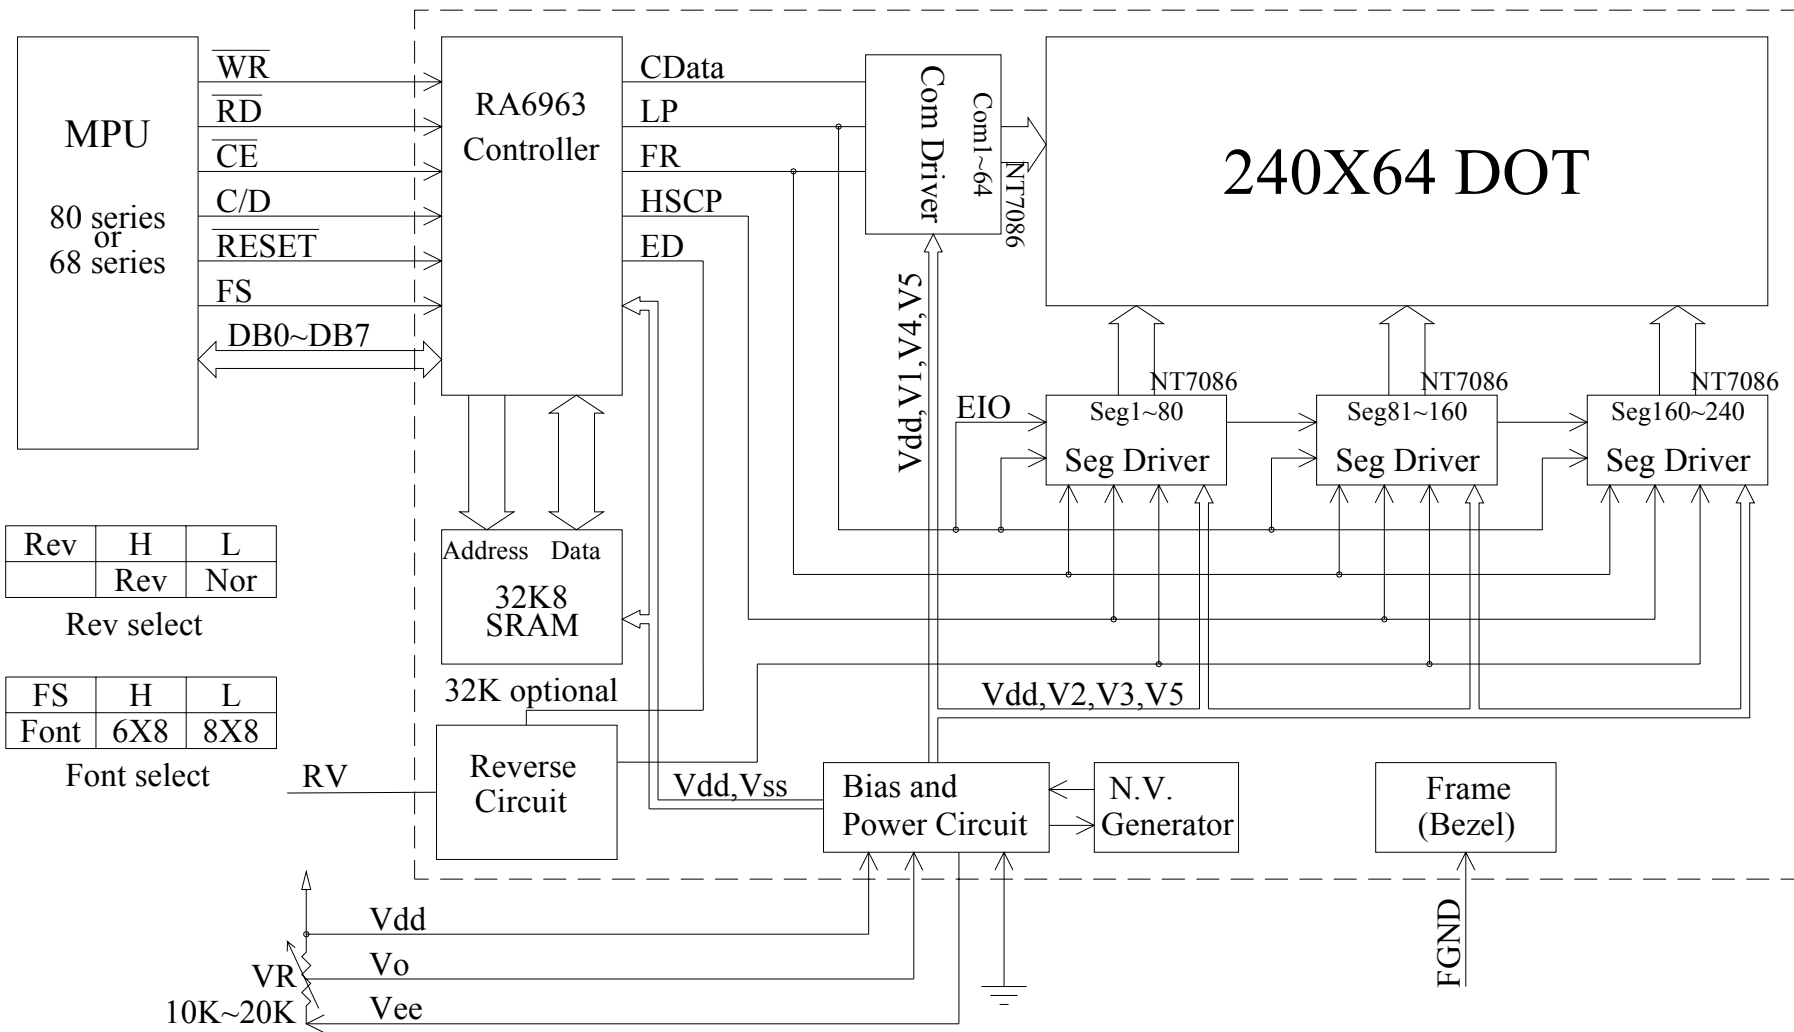 MPU
80 series
or
68 series
WR
RD
CE
C/D
RESET
FS
DB0~DB7
RA6963
Controller
CData
LP
FR
HSCP
ED
Com Driver
Com1~64
NT7086
240X64 DOT
Vdd,V1,V4,V5
EIO
NT7086
Seg1~80
Seg Driver
NT7086
Seg81~160
Seg Driver
NT7086
Seg160~240
Seg Driver
Address Data
32K8
SRAM
32K optional
Rev H L
Rev Nor
Rev select
FS H L
Font 6X8 8X8
Font select
RV
Reverse
Circuit
Vdd,Vss
Vdd,V2,V3,V5
Bias and
Power Circuit
N.V.
Generator
Frame
(Bezel)
FGND
Vdd
Vo
Vee
VR
10K~20K